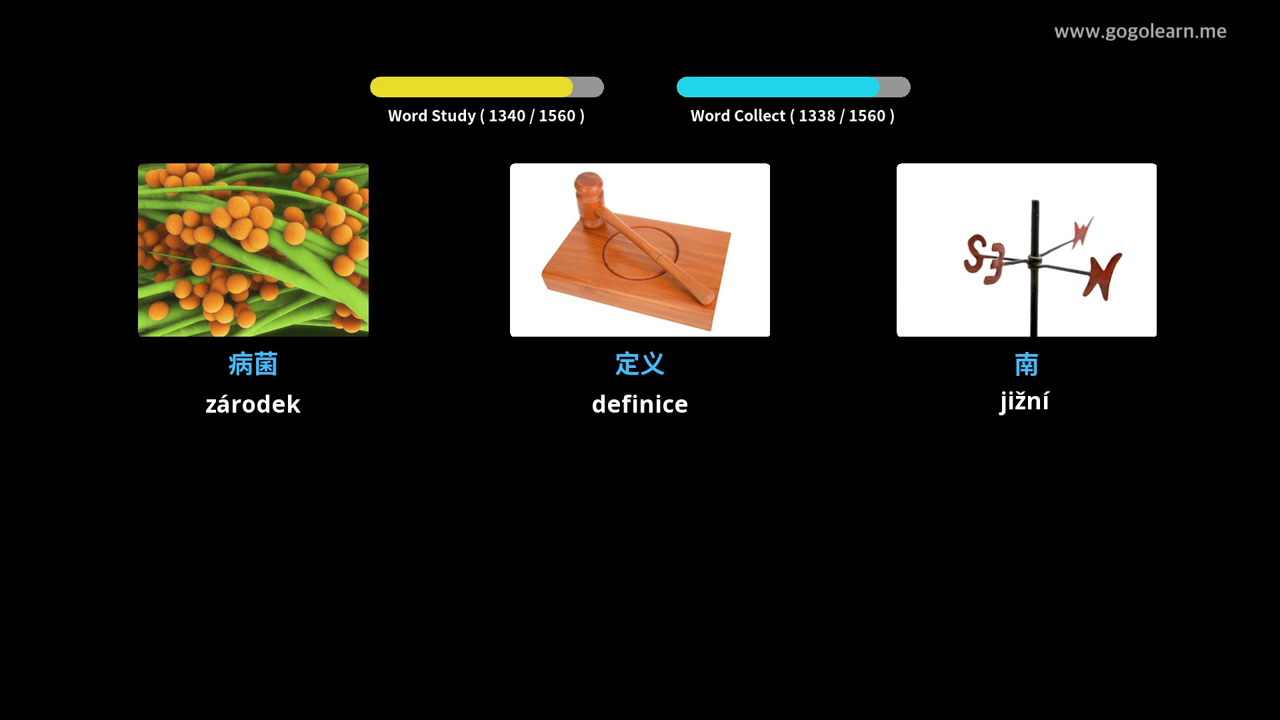 www.gogolearn.me
Word Study ( 1340 / 1560 )
Word Collect ( 1338 / 1560 )
病菌
zárodek
定义
definice
南
jižní